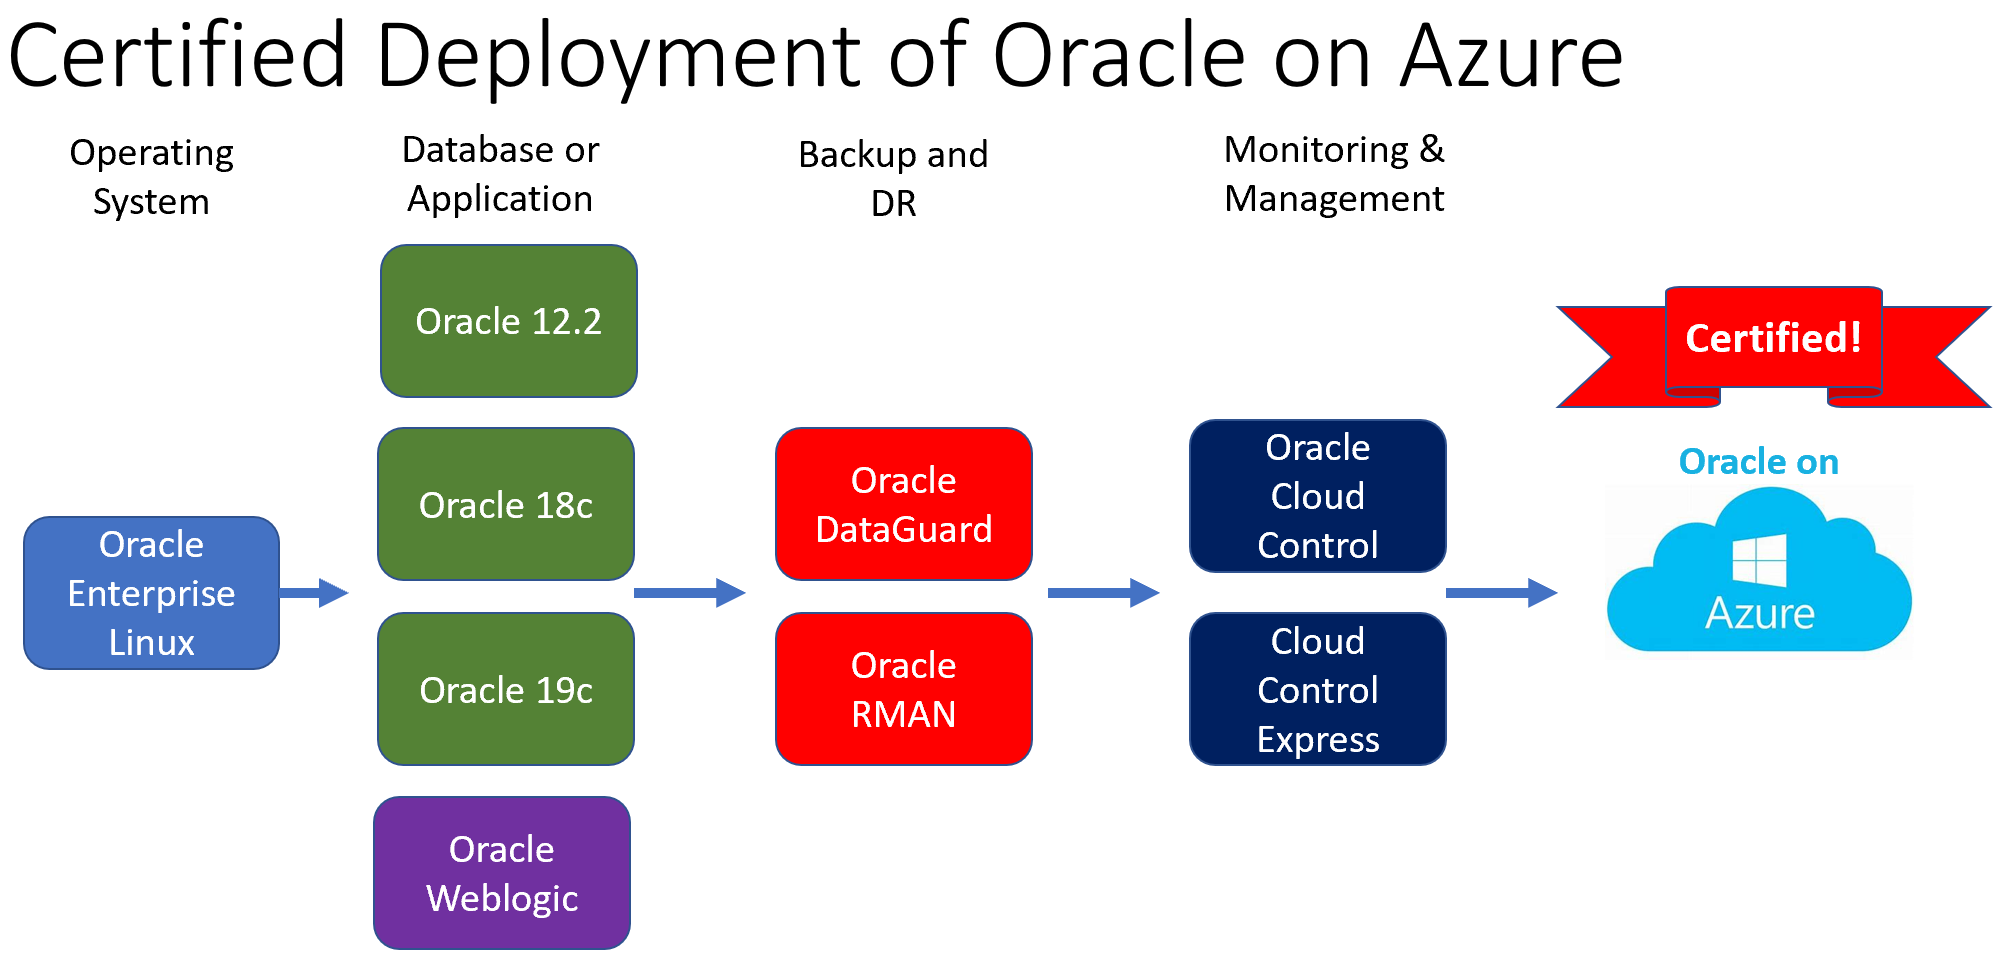 Certified Deployment of Oracle on Azure
Operating
System
Database or
Application
Backup and
DR
Monitoring &
Management
Oracle
Enterprise
Linux
Oracle 12.2
Oracle 18c
Oracle 19c
Oracle
Weblogic
Oracle
DataGuard
Oracle
RMAN
Oracle
Cloud
Control
Cloud
Control
Express
Certified!
Oracle on
Azure